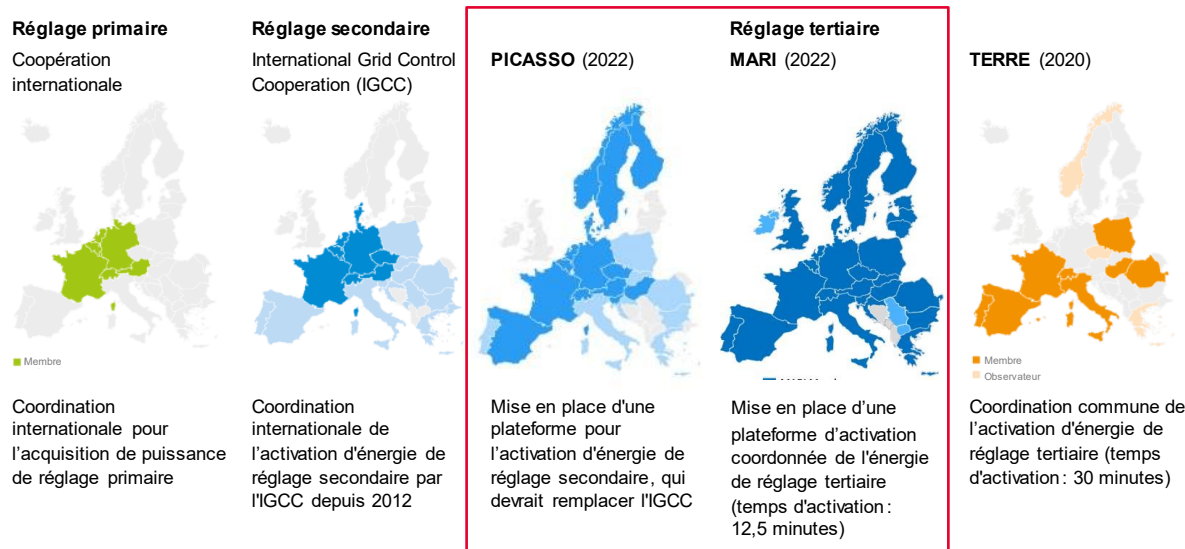 Réglage primaire
Coopération
internationale
Membre
Coordination
internationale pour
l'acquisition de puissance
de réglage primaire
Réglage secondaire
International Grid Control
Cooperation (IGCC)
Coordination
internationale de
l'activation d'énergie de
réglage secondaire par
l'IGCC depuis 2012
PICASSO (2022)
Mise en place d'une
plateforme pour
l'activation d'énergie de
réglage secondaire, qui
devrait remplacer l'IGCC
Réglage tertiaire
MARI (2022)
Mise en place d'une
plateforme d'activation
coordonnée de l'énergie
de réglage tertiaire
(temps d'activation :
12,5 minutes)
TERRE (2020)
Membre
Observateur
Coordination commune de
l'activation d'énergie de
réglage tertiaire (temps
d'activation : 30 minutes)